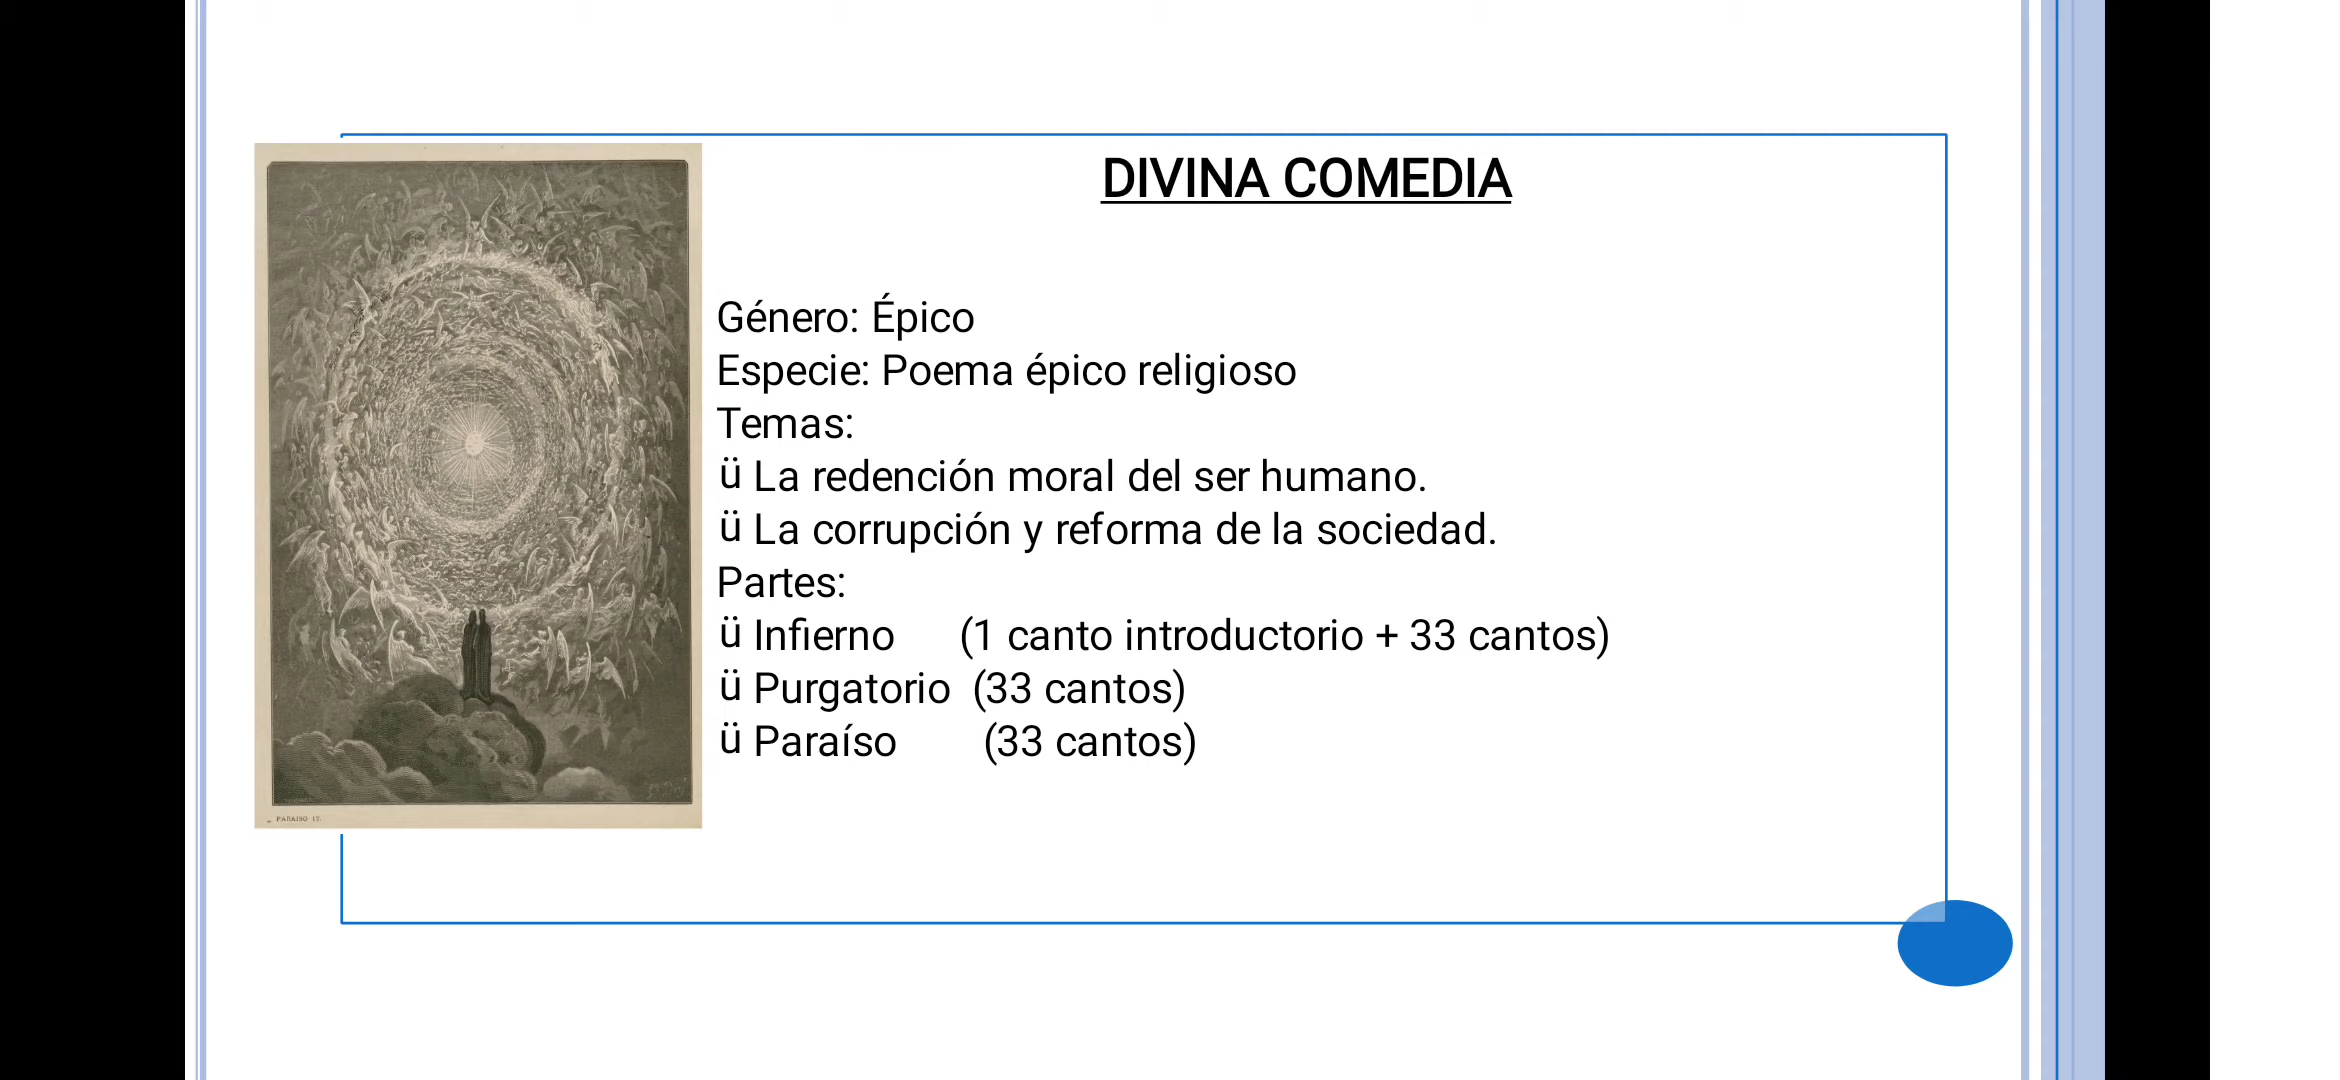 DIVINA COMEDIA
Género: Épico
Especie: Poema épico religioso
Temas:
ü La redención moral del ser humano.
ü La corrupción y reforma de la sociedad.
Partes:
ü Infierno (1 canto introductorio + 33 cantos)
ü Purgatorio (33 cantos)
ü Paraíso (33 cantos)
PARAISO